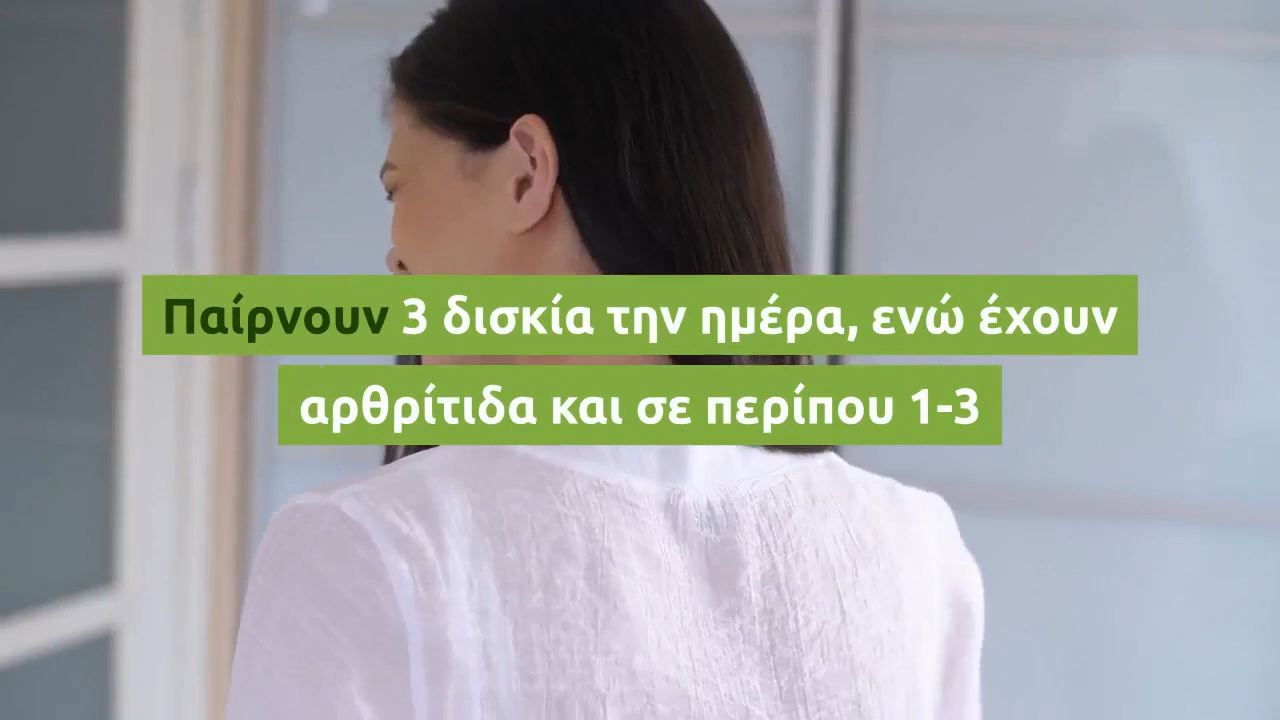 Παίρνουν 3 δισκία την ημέρα, ενώ έχουν
αρθρίτιδα και σε περίπου 1-3